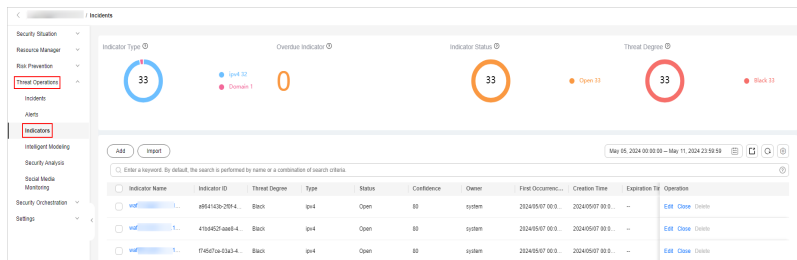 / Incidents
Security Situation
Resource Manager
Risk Prevention
Threat Operations
Incidents
Alerts
Indicators
Intelligent Modeling
Security Analysis
Social Media
Monitoring
Security Orchestration
Settings
Indicator Type
Overdue Indicator
Indicator Status
Threat Degree
33
ipv4 32
Domain 1
0
33
Open 33
33
Black 33
Add
Import
May 05, 2024 00:00:00 – May 11, 2024 23:59:59
Enter a keyword. By default, the search is performed by name or a combination of search criteria.
Indicator Name Indicator ID Threat Degree Type Status Confidence Owner First Occurrenc... Creation Time Expiration Tir Operation
waf 1... a964143b-2f0f-4... Black ipv4 Open 80 system 2024/05/07 00:0... 2024/05/07 00:0... -- Edit Close Delete
waf 1... 41bd452f-aae8-4... Black ipv4 Open 80 system 2024/05/07 00:0... 2024/05/07 00:0... -- Edit Close Delete
waf 1... f745d7ce-03a3-4... Black ipv4 Open 80 system 2024/05/07 00:0... 2024/05/07 00:0... -- Edit Close Delete